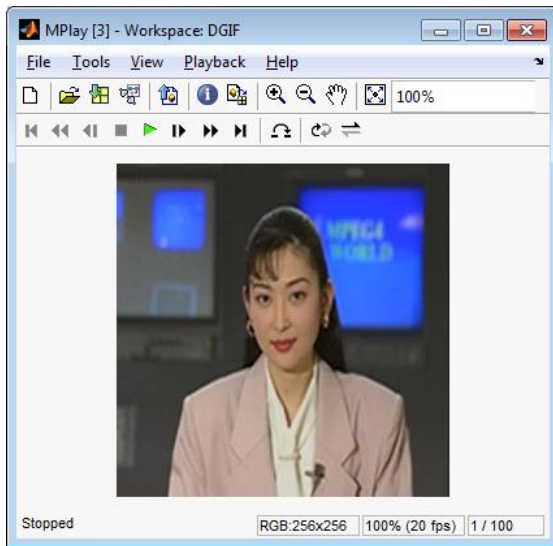 MPlay [3] - Workspace: DGIF
File Tools View Playback Help
100%
MPEG4
WORLD
Stopped
RGB:256x256
100% (20 fps)
1 / 100